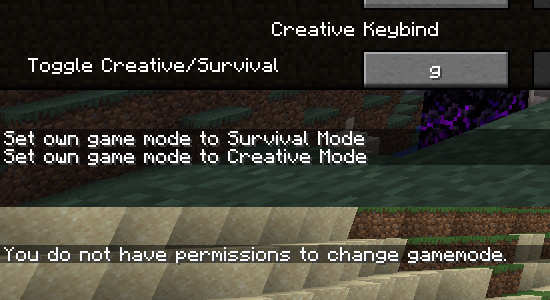 Creative Keybind
Toggle Creative/Survival
g
Set own game mode to Survival Mode
Set own game mode to Creative Mode
You do not have permissions to change gamemode.